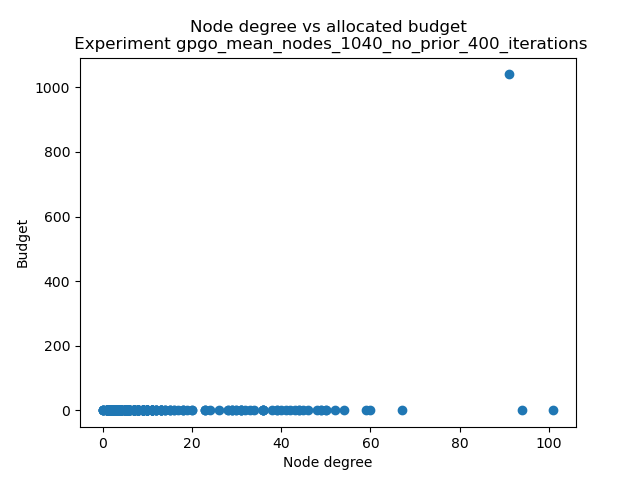 Node degree vs allocated budget
Experiment gpgo_mean_nodes_1040_no_prior_400_iterations
1000
800
600
400
200
0
Budget
0 20 40 60 80 100
Node degree